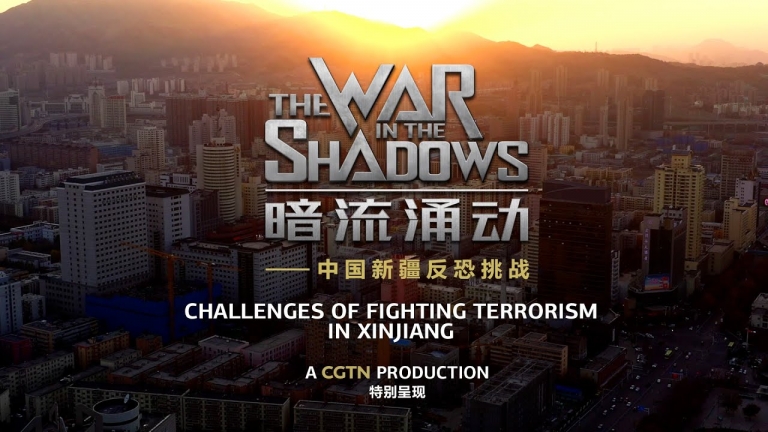 THE WAR
IN THE
SHADOWS
暗流涌动
——中国新疆反恐挑战
CHALLENGES OF FIGHTING TERRORISM
IN XINJIANG
A CGTN PRODUCTION
特别呈现